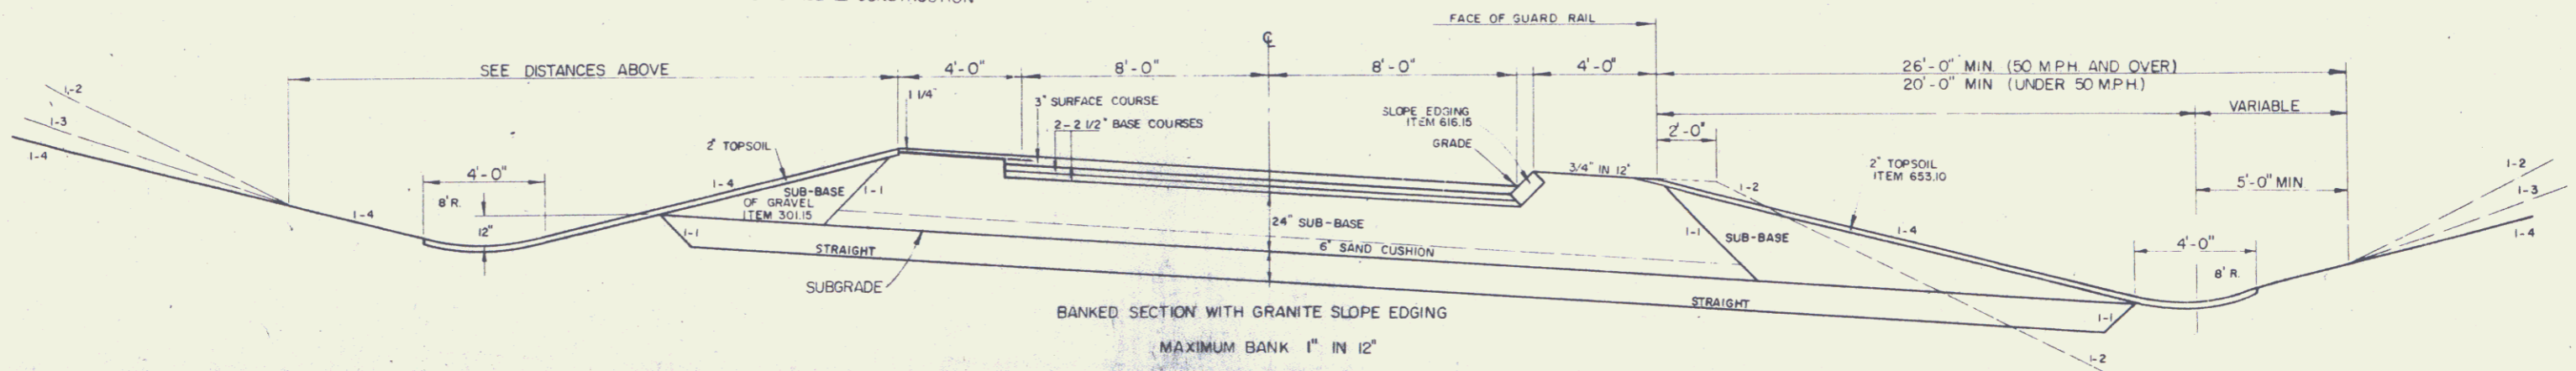 CONSTRUCTION
FACE OF GUARD RAIL
℄
SEE DISTANCES ABOVE
4'-0"
8'-0"
8'-0"
4'-0"
26'-0" MIN. (50 M.P.H. AND OVER)
20'-0" MIN (UNDER 50 M.P.H.)
VARIABLE
1 1/4"
3" SURFACE COURSE
2-2 1/2" BASE COURSES
SLOPE EDGING
ITEM 616.15
GRADE
2'-0"
1-2
1-3
1-4
2" TOPSOIL
4'-0"
8' R.
12"
1-4
1-4
SUB-BASE
OF GRAVEL
ITEM 301.15
1-1
1-1
3/4" IN 12"
1-2
2" TOPSOIL
ITEM 653.10
5'-0" MIN.
1-2
1-3
1-4
24" SUB-BASE
6" SAND CUSHION
STRAIGHT
SUBGRADE
1-1
SUB-BASE
1-4
4'-0"
8' R.
STRAIGHT
1-1
1-2
BANKED SECTION WITH GRANITE SLOPE EDGING
MAXIMUM BANK 1" IN 12"